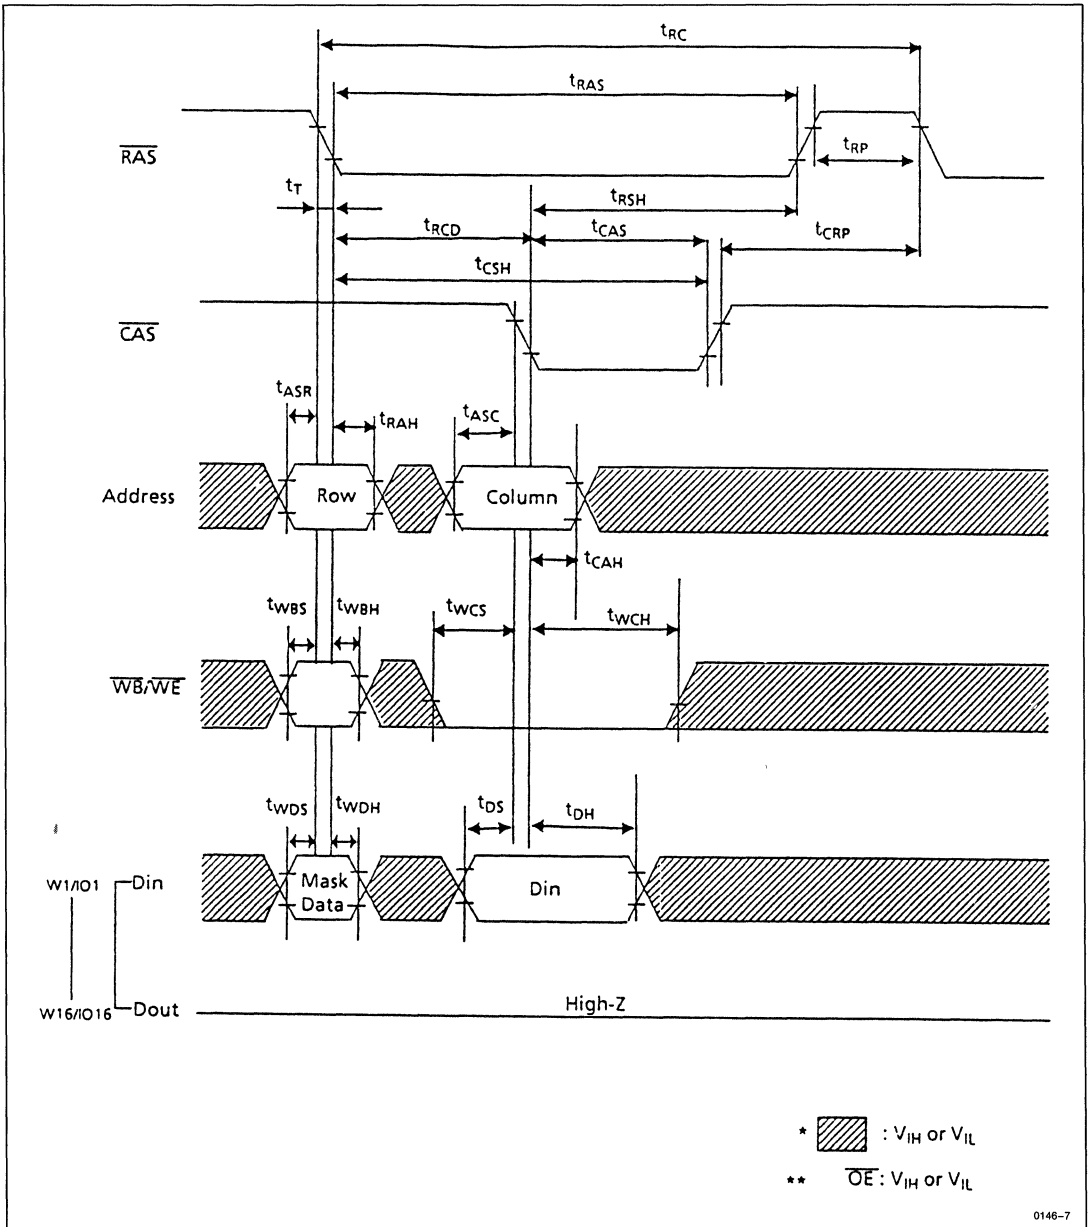 tRC
tRAS
RAS
tRP
tT
tRSH
tRCD
tCAS
tCRP
tCSH
CAS
tASR
tRAH
tASC
Address
Row
Column
tCAH
tWBS
tWBH
tWCS
tWCH
WB/WE
tWDS
tWDH
tDS
tDH
W1/IO1
Din
Mask
Data
Din
W16/IO16
Dout
High-Z
* : VIH or VIL
** OE : VIH or VIL
0146-7